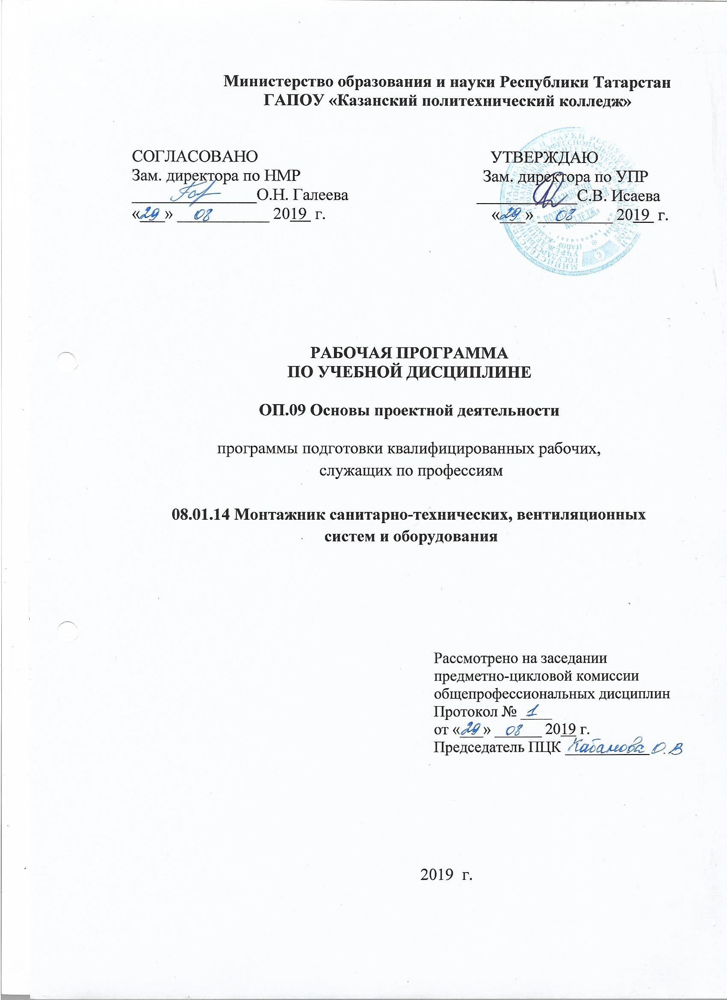 Министерство образования и науки Республики Татарстан
ГАПОУ «Казанский политехнический колледж»
СОГЛАСОВАНО
Зам. директора по НМР
О.Н. Галеева
«29» 08 2019 г.
УТВЕРЖДАЮ
Зам. директора по УПР
С.В. Исаева
«29» 08 2019 г.
РАБОЧАЯ ПРОГРАММА
ПО УЧЕБНОЙ ДИСЦИПЛИНЕ
ОП.09 Основы проектной деятельности
программы подготовки квалифицированных рабочих,
служащих по профессиям
08.01.14 Монтажник санитарно-технических, вентиляционных
систем и оборудования
Рассмотрено на заседании
предметно-цикловой комиссии
общепрофессиональных дисциплин
Протокол № 1
от «29» 08 2019 г.
Председатель ПЦК О.В
2019 г.